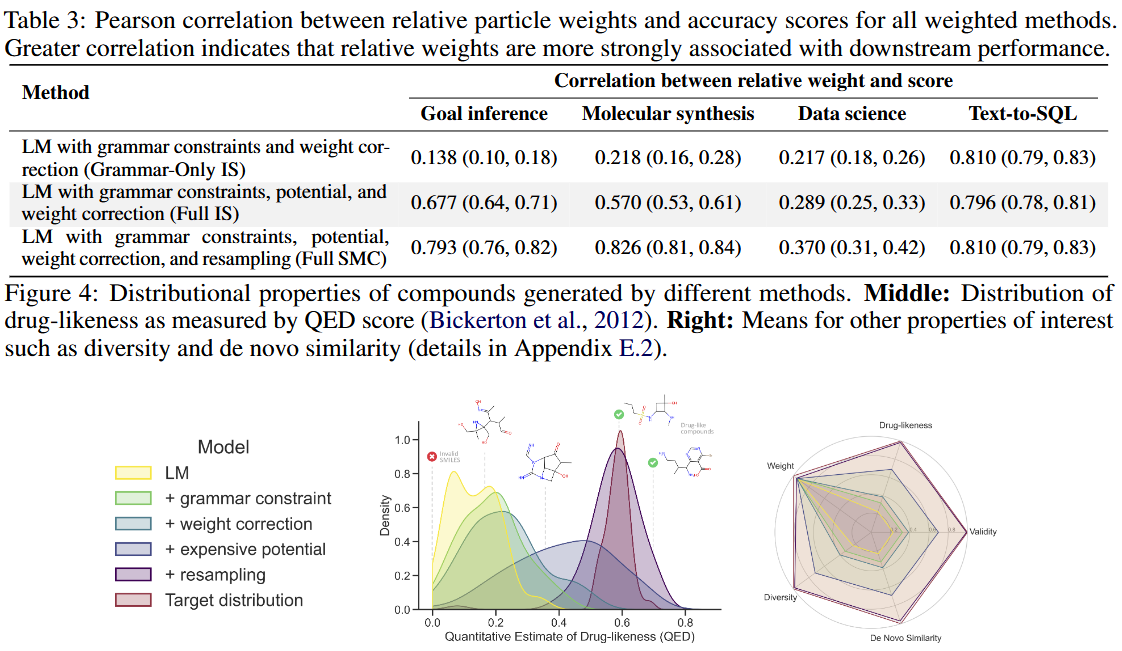 Table 3: Pearson correlation between relative particle weights and accuracy scores for all weighted methods.
Greater correlation indicates that relative weights are more strongly associated with downstream performance.
Method
Correlation between relative weight and score
Goal inference Molecular synthesis Data science Text-to-SQL
LM with grammar constraints and weight cor-
rection (Grammar-Only IS)
0.138 (0.10, 0.18) 0.218 (0.16, 0.28) 0.217 (0.18, 0.26) 0.810 (0.79, 0.83)
LM with grammar constraints, potential, and
weight correction (Full IS)
0.677 (0.64, 0.71) 0.570 (0.53, 0.61) 0.289 (0.25, 0.33) 0.796 (0.78, 0.81)
LM with grammar constraints, potential,
weight correction, and resampling (Full SMC)
0.793 (0.76, 0.82) 0.826 (0.81, 0.84) 0.370 (0.31, 0.42) 0.810 (0.79, 0.83)
Figure 4: Distributional properties of compounds generated by different methods. Middle: Distribution of
drug-likeness as measured by QED score (Bickerton et al., 2012). Right: Means for other properties of interest
such as diversity and de novo similarity (details in Appendix E.2).
Model
LM
+ grammar constraint
+ weight correction
+ expensive potential
+ resampling
Target distribution
Density
1.0
0.8
0.6
0.4
0.2
0.0
Invalid
SMILES
Drug-like
compounds
0.0 0.2 0.4 0.6 0.8
Quantitative Estimate of Drug-likeness (QED)
Drug-likeness
Weight
Validity
Diversity
De Novo Similarity